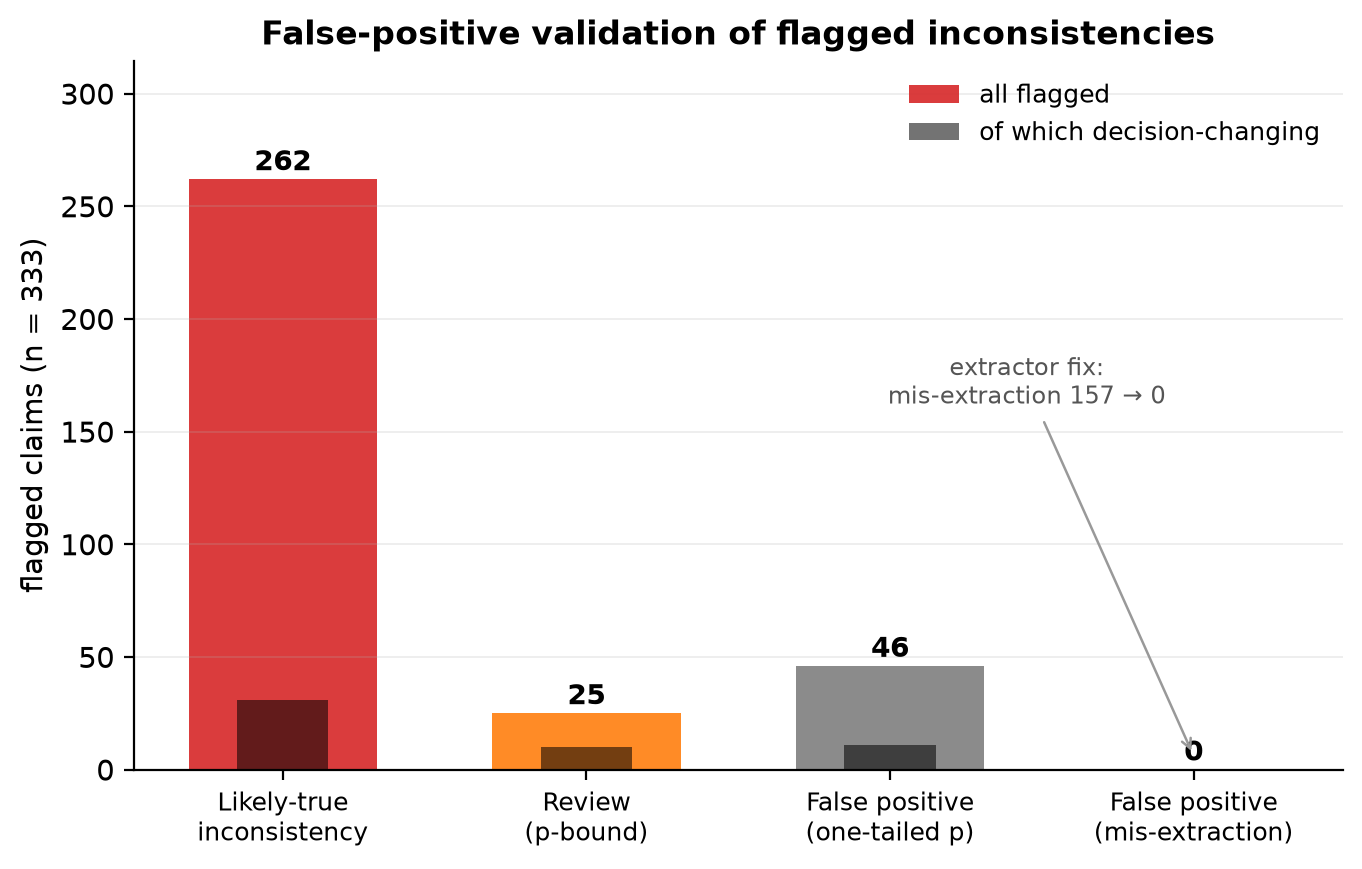 False-positive validation of flagged inconsistencies
all flagged
of which decision-changing
flagged claims (n = 333)
300
250
200
150
100
50
0
262
25
46
0
extractor fix:
mis-extraction 157 → 0
Likely-true
inconsistency
Review
(p-bound)
False positive
(one-tailed p)
False positive
(mis-extraction)